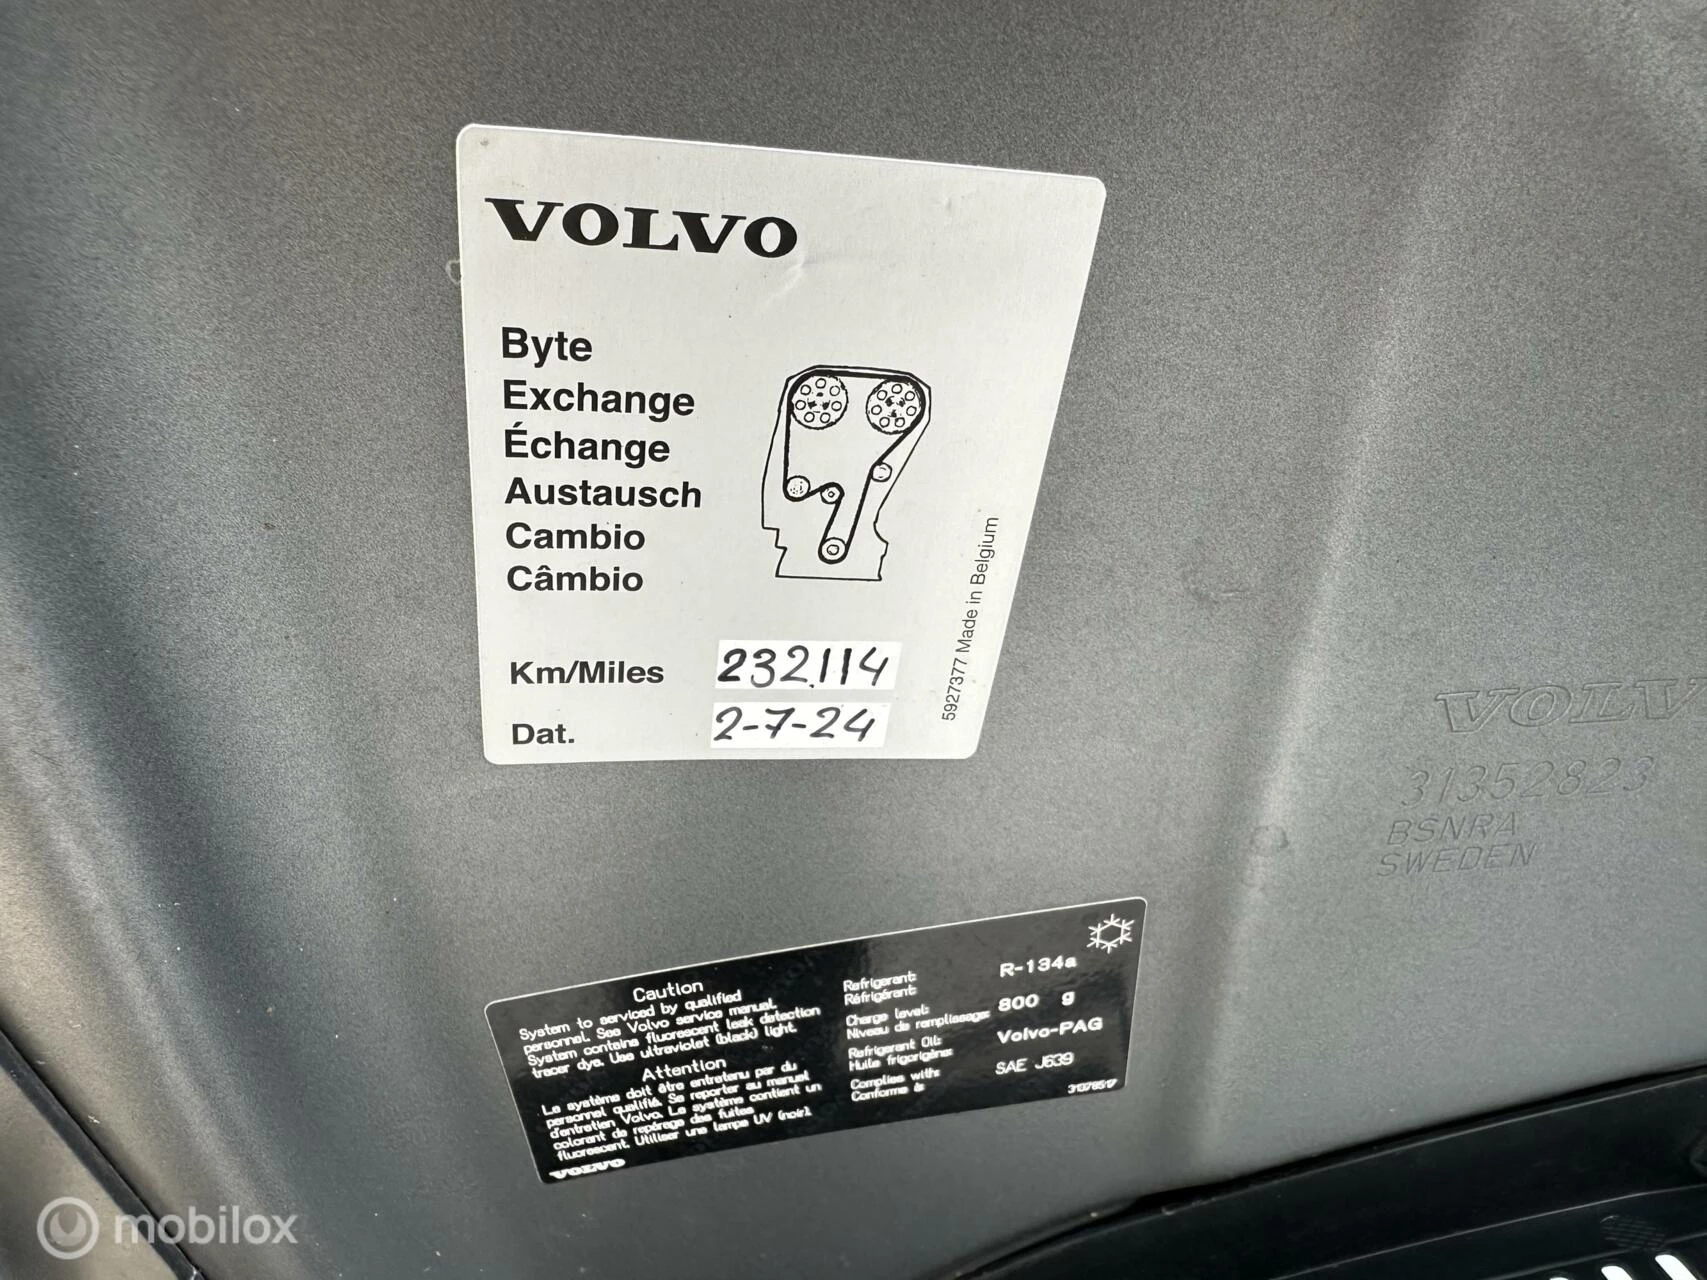 VOLVO
Byte
Exchange
Échange
Austausch
Cambio
Câmbio
Km/Miles 232.114
Dat. 2-7-24
5927377 Made in Belgium
VOLV
31352823
BSNRA
SWEDEN
Caution
System to serviced by qualified
personnel. See Volvo service manual.
System contains fluorescent leak detection
tracer dye. Use ultraviolet (black) light.
Attention
Le système doit être entretenu par du
personnel qualifié. Se reporter au manuel
d'entretien Volvo. Le système contient un
colorant de repérage des fuites
fluorescent. Utiliser une lampe UV (noir).
VOLVO
Refrigerant: R-134a
Réfrigérant:
Charge level: 800 g
Niveau de remplissage:
Refrigerant Oil: Volvo-PAG
Huile frigorigène:
Complies with: SAE J639
Conforme à:
31378517
mobilox